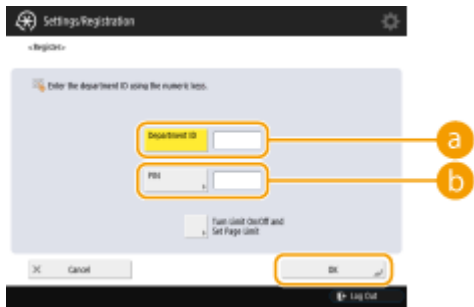 Settings/Registration
<Register>
Enter the department ID using the numeric keys.
Department ID
a
PIN
b
Turn Limit On/Off and
Set Page Limit
Cancel
OK
Log Out